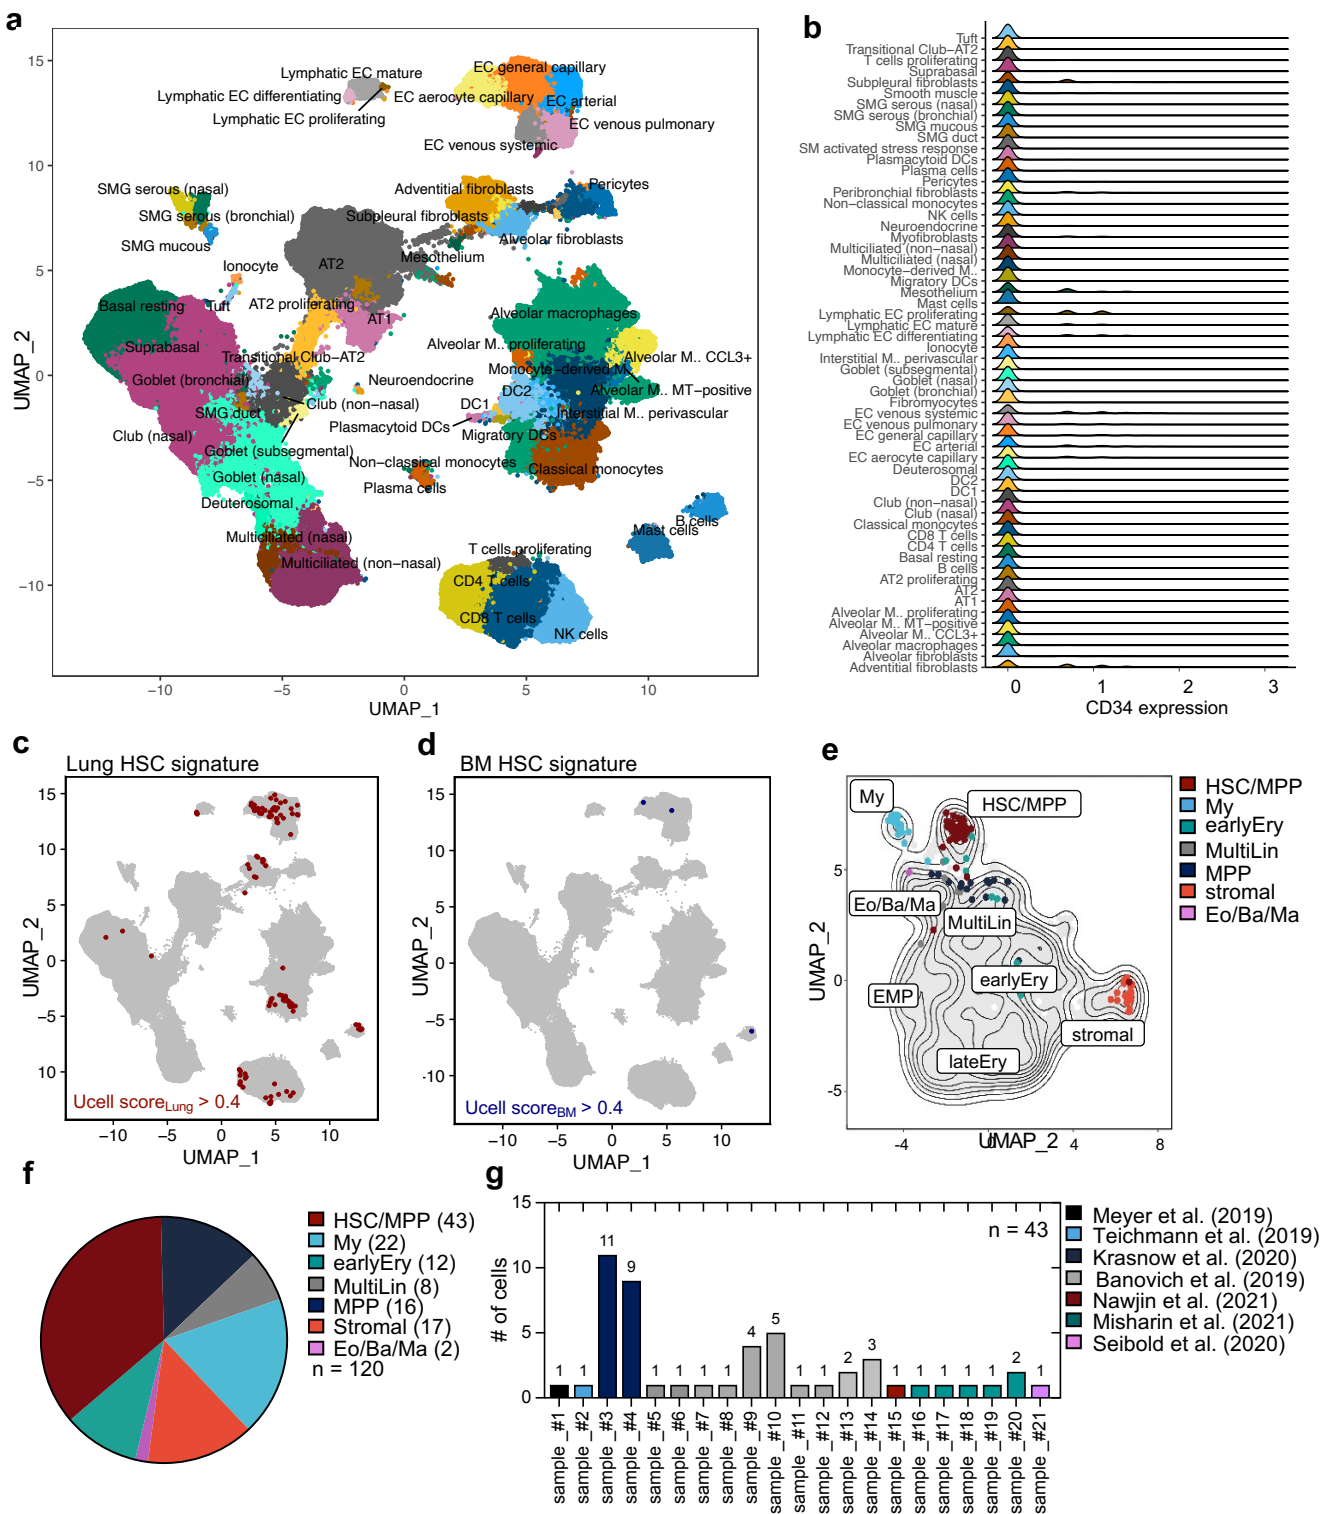 a
15
10
5
0
−5
−10
−10
−5
0
5
10
UMAP_1
UMAP_2
Lymphatic EC mature
Lymphatic EC differentiating
Lymphatic EC proliferating
EC general capillary
EC aerocyte capillary
EC arterial
EC venous pulmonary
EC venous systemic
SMG serous (nasal)
SMG serous (bronchial)
SMG mucous
Adventitial fibroblasts
Pericytes
Subpleural fibroblasts
Alveolar fibroblasts
Mesothelium
Ionocyte
AT2
Basal resting
Tuft
AT2 proliferating
AT1
Alveolar macrophages
Suprabasal
Transitional Club−AT2
Alveolar M.. proliferating
Alveolar M.. CCL3+
Monocyte−derived M..
Goblet (bronchial)
Neuroendocrine
DC2
Alveolar M.. MT−positive
SMG duct
Club (non−nasal)
DC1
Interstitial M.. perivascular
Plasmacytoid DCs
Migratory DCs
Club (nasal)
Goblet (subsegmental)
Non−classical monocytes
Classical monocytes
Goblet (nasal)
Plasma cells
Deuterosomal
B cells
Mast cells
Multiciliated (nasal)
T cells proliferating
Multiciliated (non−nasal)
CD4 T cells
CD8 T cells
NK cells
b
Tuft
Transitional Club−AT2
T cells proliferating
Suprabasal
Subpleural fibroblasts
Smooth muscle
SMG serous (nasal)
SMG serous (bronchial)
SMG mucous
SMG duct
SM activated stress response
Plasmacytoid DCs
Plasma cells
Pericytes
Peribronchial fibroblasts
Non−classical monocytes
NK cells
Neuroendocrine
Myofibroblasts
Multiciliated (non−nasal)
Multiciliated (nasal)
Monocyte−derived M..
Migratory DCs
Mesothelium
Mast cells
Lymphatic EC proliferating
Lymphatic EC mature
Lymphatic EC differentiating
Ionocyte
Interstitial M.. perivascular
Goblet (subsegmental)
Goblet (nasal)
Goblet (bronchial)
Fibromyocytes
EC venous systemic
EC venous pulmonary
EC general capillary
EC arterial
EC aerocyte capillary
Deuterosomal
DC2
DC1
Club (non−nasal)
Club (nasal)
Classical monocytes
CD8 T cells
CD4 T cells
Basal resting
B cells
AT2 proliferating
AT2
AT1
Alveolar M.. proliferating
Alveolar M.. MT−positive
Alveolar M.. CCL3+
Alveolar macrophages
Alveolar fibroblasts
Adventitial fibroblasts
0
1
2
3
CD34 expression
c
Lung HSC signature
15
10
5
0
−5
10
−10
−5
0
5
10
UMAP_1
UMAP_2
Ucell scoreLung > 0.4
d
BM HSC signature
15
10
5
0
−5
-10
−10
−5
0
5
10
UMAP_1
UMAP_2
Ucell scoreBM > 0.4
e
My
HSC/MPP
Eo/Ba/Ma
MultiLin
earlyEry
EMP
stromal
lateEry
5
0
-5
-4
0
4
8
UMAP_2
UMAP_2
HSC/MPP
My
earlyEry
MultiLin
MPP
stromal
Eo/Ba/Ma
f
HSC/MPP (43)
My (22)
earlyEry (12)
MultiLin (8)
MPP (16)
Stromal (17)
Eo/Ba/Ma (2)
n = 120
g
15
10
5
0
# of cells
n = 43
1
1
11
9
1
1
1
1
4
5
1
1
2
3
1
1
1
1
1
2
1
sample_#1
sample_#2
sample_#3
sample_#4
sample_#5
sample_#6
sample_#7
sample_#8
sample_#9
sample_#10
sample_#11
sample_#12
sample_#13
sample_#14
sample_#15
sample_#16
sample_#17
sample_#18
sample_#19
sample_#20
sample_#21
Meyer et al. (2019)
Teichmann et al. (2019)
Krasnow et al. (2020)
Banovich et al. (2019)
Nawjin et al. (2021)
Misharin et al. (2021)
Seibold et al. (2020)